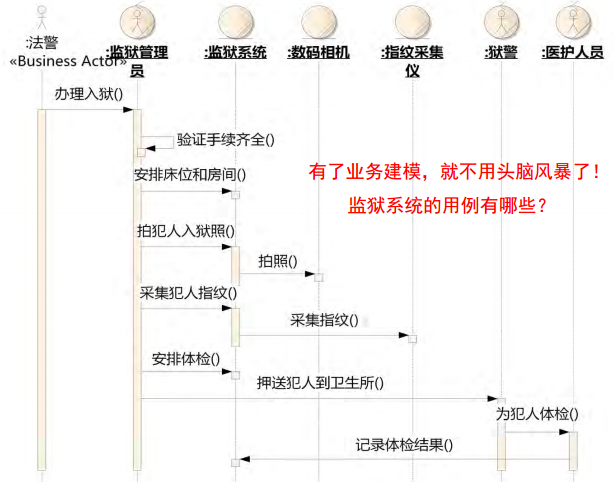 :法警
«Business Actor»
:监狱管理
员
:监狱系统
:数码相机
:指纹采集
仪
:狱警
:医护人员
办理入狱()
验证手续齐全()
安排床位和房间()
有了业务建模，就不用头脑风暴了！
监狱系统的用例有哪些？
拍犯人入狱照()
拍照()
采集犯人指纹()
采集指纹()
安排体检()
押送犯人到卫生所()
为犯人体检()
记录体检结果()